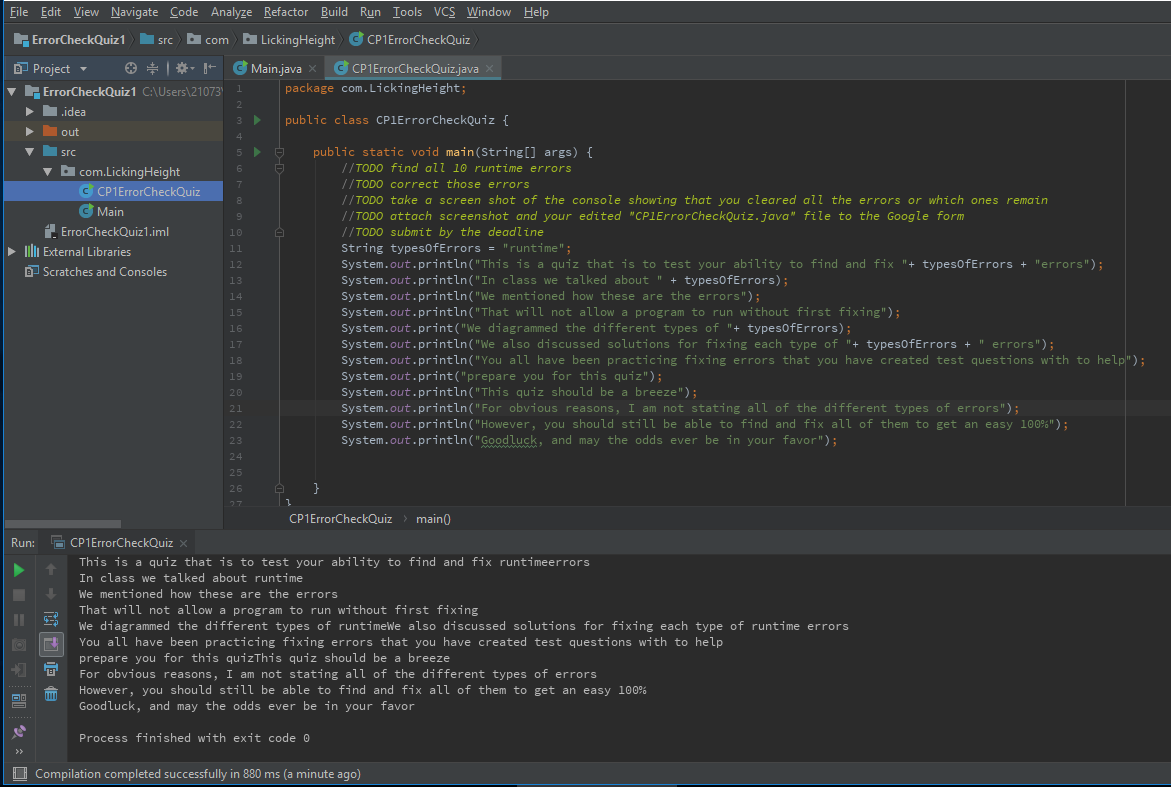 File Edit View Navigate Code Analyze Refactor Build Run Tools VCS Window Help
ErrorCheckQuiz1 src com LickingHeight CP1ErrorCheckQuiz
Project
Main.java CP1ErrorCheckQuiz.java
ErrorCheckQuiz1 C:\Users\21073
.idea
out
src
com.LickingHeight
CP1ErrorCheckQuiz
Main
ErrorCheckQuiz1.iml
External Libraries
Scratches and Consoles
1 package com.LickingHeight;
2
3 public class CP1ErrorCheckQuiz {
4
5 public static void main(String[] args) {
6 //TODO find all 10 runtime errors
7 //TODO correct those errors
8 //TODO take a screen shot of the console showing that you cleared all the errors or which ones remain
9 //TODO attach screenshot and your edited "CP1ErrorCheckQuiz.java" file to the Google form
10 //TODO submit by the deadline
11 String typesOfErrors = "runtime";
12 System.out.println("This is a quiz that is to test your ability to find and fix "+ typesOfErrors + "errors");
13 System.out.println("In class we talked about " + typesOfErrors);
14 System.out.println("We mentioned how these are the errors");
15 System.out.println("That will not allow a program to run without first fixing");
16 System.out.print("We diagrammed the different types of "+ typesOfErrors);
17 System.out.println("We also discussed solutions for fixing each type of "+ typesOfErrors + " errors");
18 System.out.println("You all have been practicing fixing errors that you have created test questions with to help");
19 System.out.print("prepare you for this quiz");
20 System.out.println("This quiz should be a breeze");
21 System.out.println("For obvious reasons, I am not stating all of the different types of errors");
22 System.out.println("However, you should still be able to find and fix all of them to get an easy 100%");
23 System.out.println("Goodluck, and may the odds ever be in your favor");
24
25
26 }
27 }
CP1ErrorCheckQuiz main()
Run: CP1ErrorCheckQuiz
This is a quiz that is to test your ability to find and fix runtimeerrors
In class we talked about runtime
We mentioned how these are the errors
That will not allow a program to run without first fixing
We diagrammed the different types of runtimeWe also discussed solutions for fixing each type of runtime errors
You all have been practicing fixing errors that you have created test questions with to help
prepare you for this quizThis quiz should be a breeze
For obvious reasons, I am not stating all of the different types of errors
However, you should still be able to find and fix all of them to get an easy 100%
Goodluck, and may the odds ever be in your favor
Process finished with exit code 0
Compilation completed successfully in 880 ms (a minute ago)